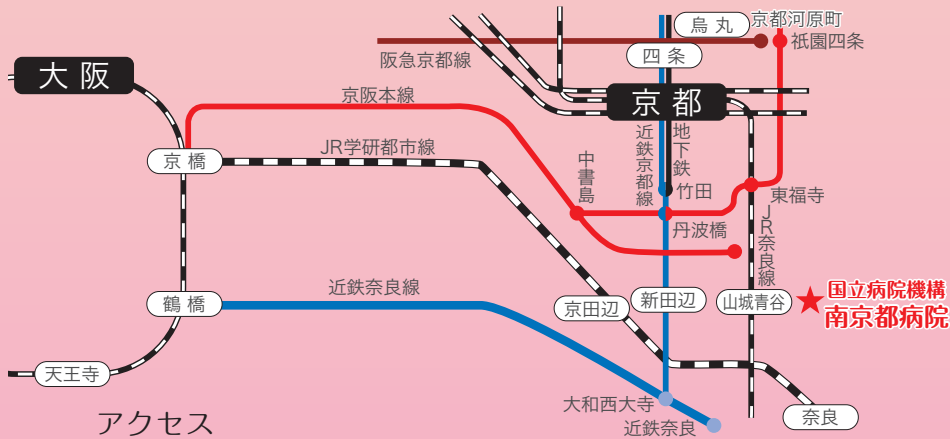 烏丸
京都河原町
祇園四条
四条
阪急京都線
大阪
京都
京阪本線
JR学研都市線
京橋
中書島
近鉄京都線
地下鉄
竹田
東福寺
丹波橋
JR奈良線
近鉄奈良線
鶴橋
京田辺
新田辺
山城青谷
国立病院機構
南京都病院
天王寺
大和西大寺
近鉄奈良
奈良
アクセス